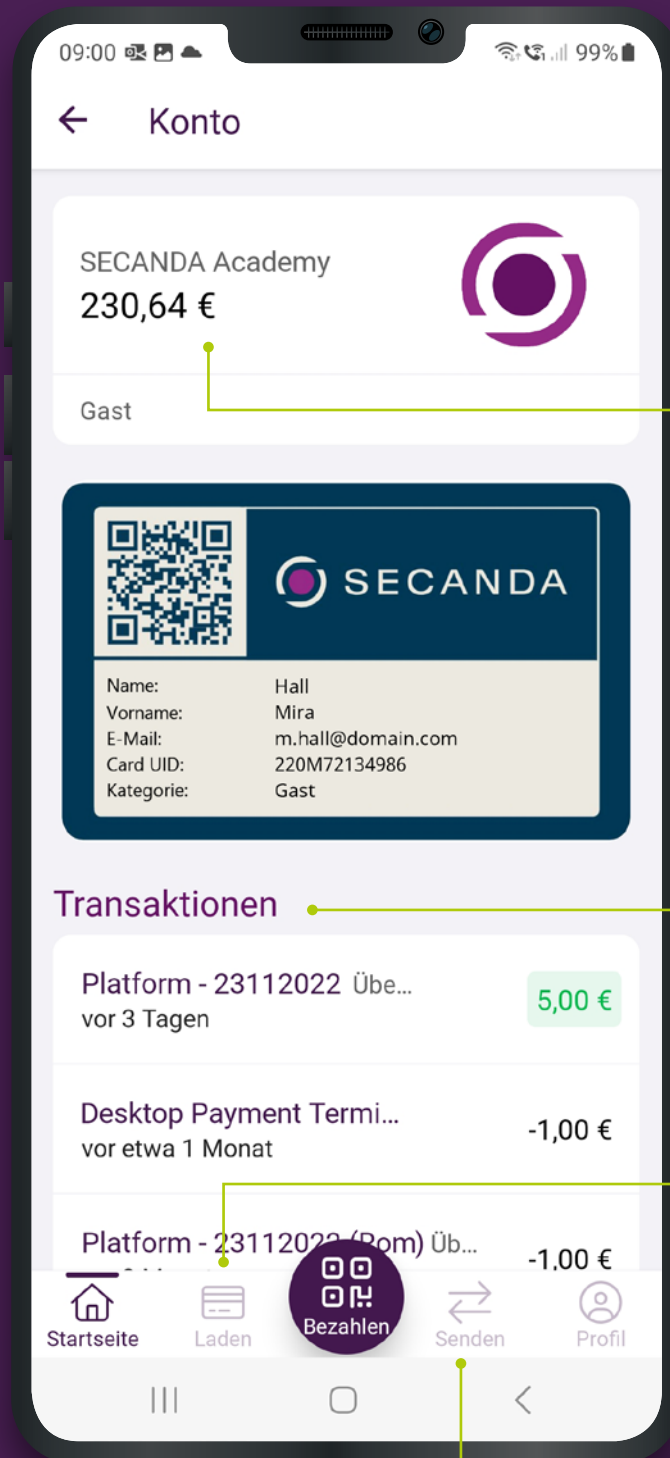 09:00
99%
Konto
SECANDA Academy
230,64 €
Gast
SECANDA
Name: Hall
Vorname: Mira
E-Mail: m.hall@domain.com
Card UID: 220M72134986
Kategorie: Gast
Transaktionen
Platform - 23112022 Übe... 5,00 €
vor 3 Tagen
Desktop Payment Termi... -1,00 €
vor etwa 1 Monat
Platform - 23112022 (Rom) Üb... -1,00 €
Startseite
Laden
Bezahlen
Senden
Profil